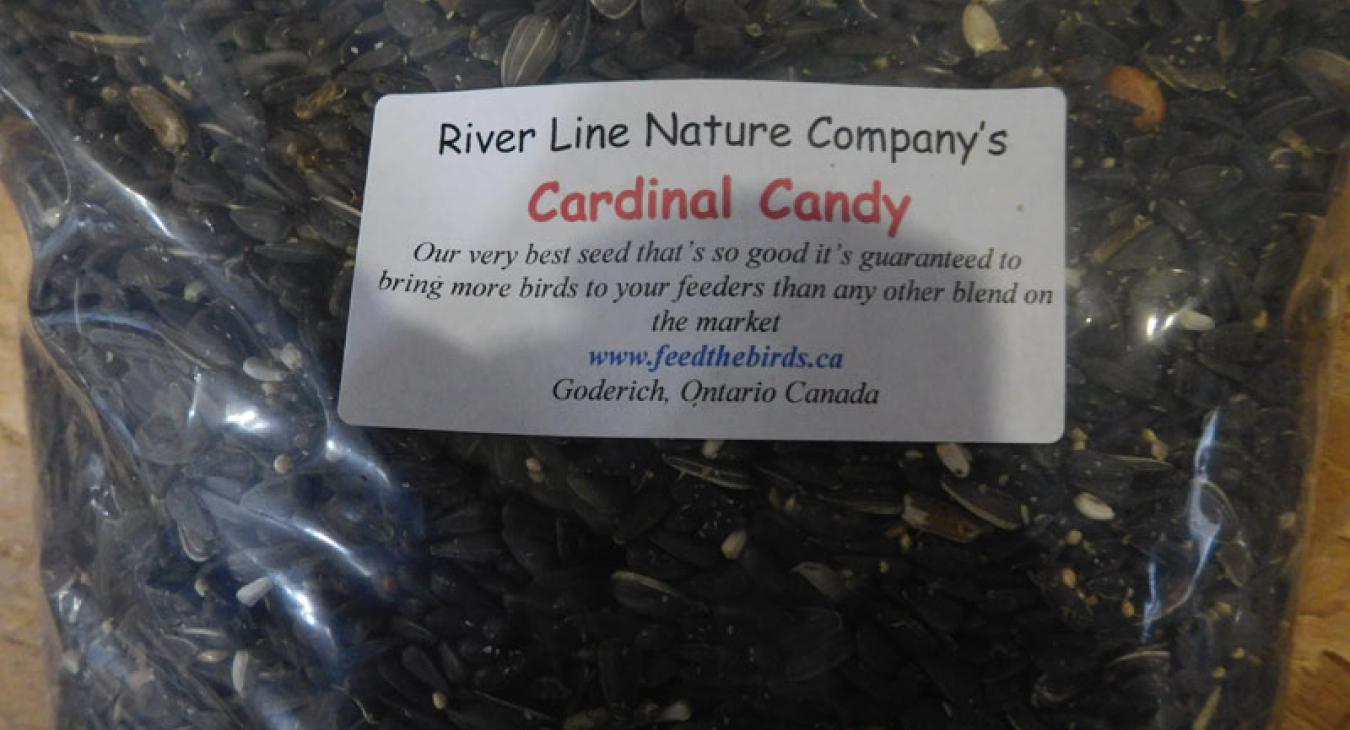 River Line Nature Company's
Cardinal Candy
Our very best seed that's so good it's guaranteed to
bring more birds to your feeders than any other blend on
the market
www.feedthebirds.ca
Goderich, Ontario Canada